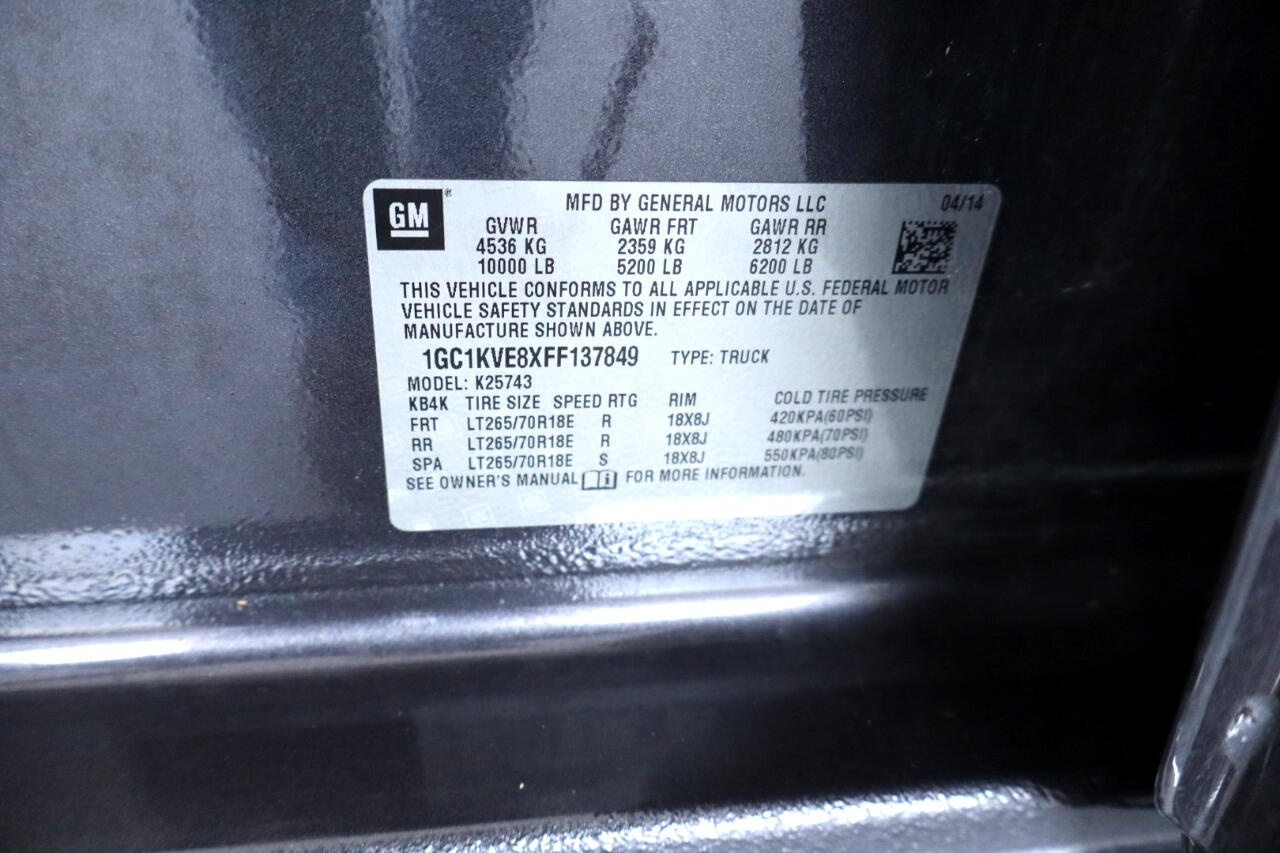 GM ® MFD BY GENERAL MOTORS LLC 04/14
GVWR GAWR FRT GAWR RR
4536 KG 2359 KG 2812 KG
10000 LB 5200 LB 6200 LB
THIS VEHICLE CONFORMS TO ALL APPLICABLE U.S. FEDERAL MOTOR
VEHICLE SAFETY STANDARDS IN EFFECT ON THE DATE OF
MANUFACTURE SHOWN ABOVE.
1GC1KVE8XFF137849 TYPE: TRUCK
MODEL: K25743
KB4K TIRE SIZE SPEED RTG RIM COLD TIRE PRESSURE
FRT LT265/70R18E R 18X8J 420KPA(60PSI)
RR LT265/70R18E R 18X8J 480KPA(70PSI)
SPA LT265/70R18E S 18X8J 550KPA(80PSI)
SEE OWNER'S MANUAL i FOR MORE INFORMATION.